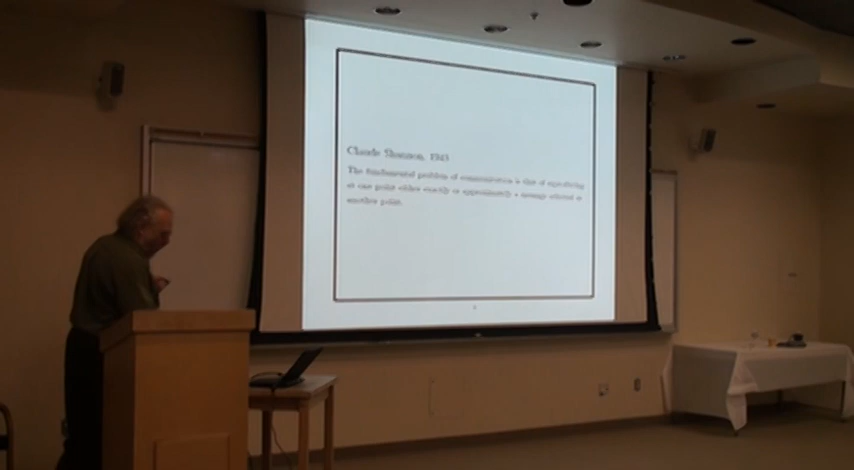 Claude Shannon, 1948
The fundamental problem of communication is that of reproducing
at one point either exactly or approximately a message selected at
another point.